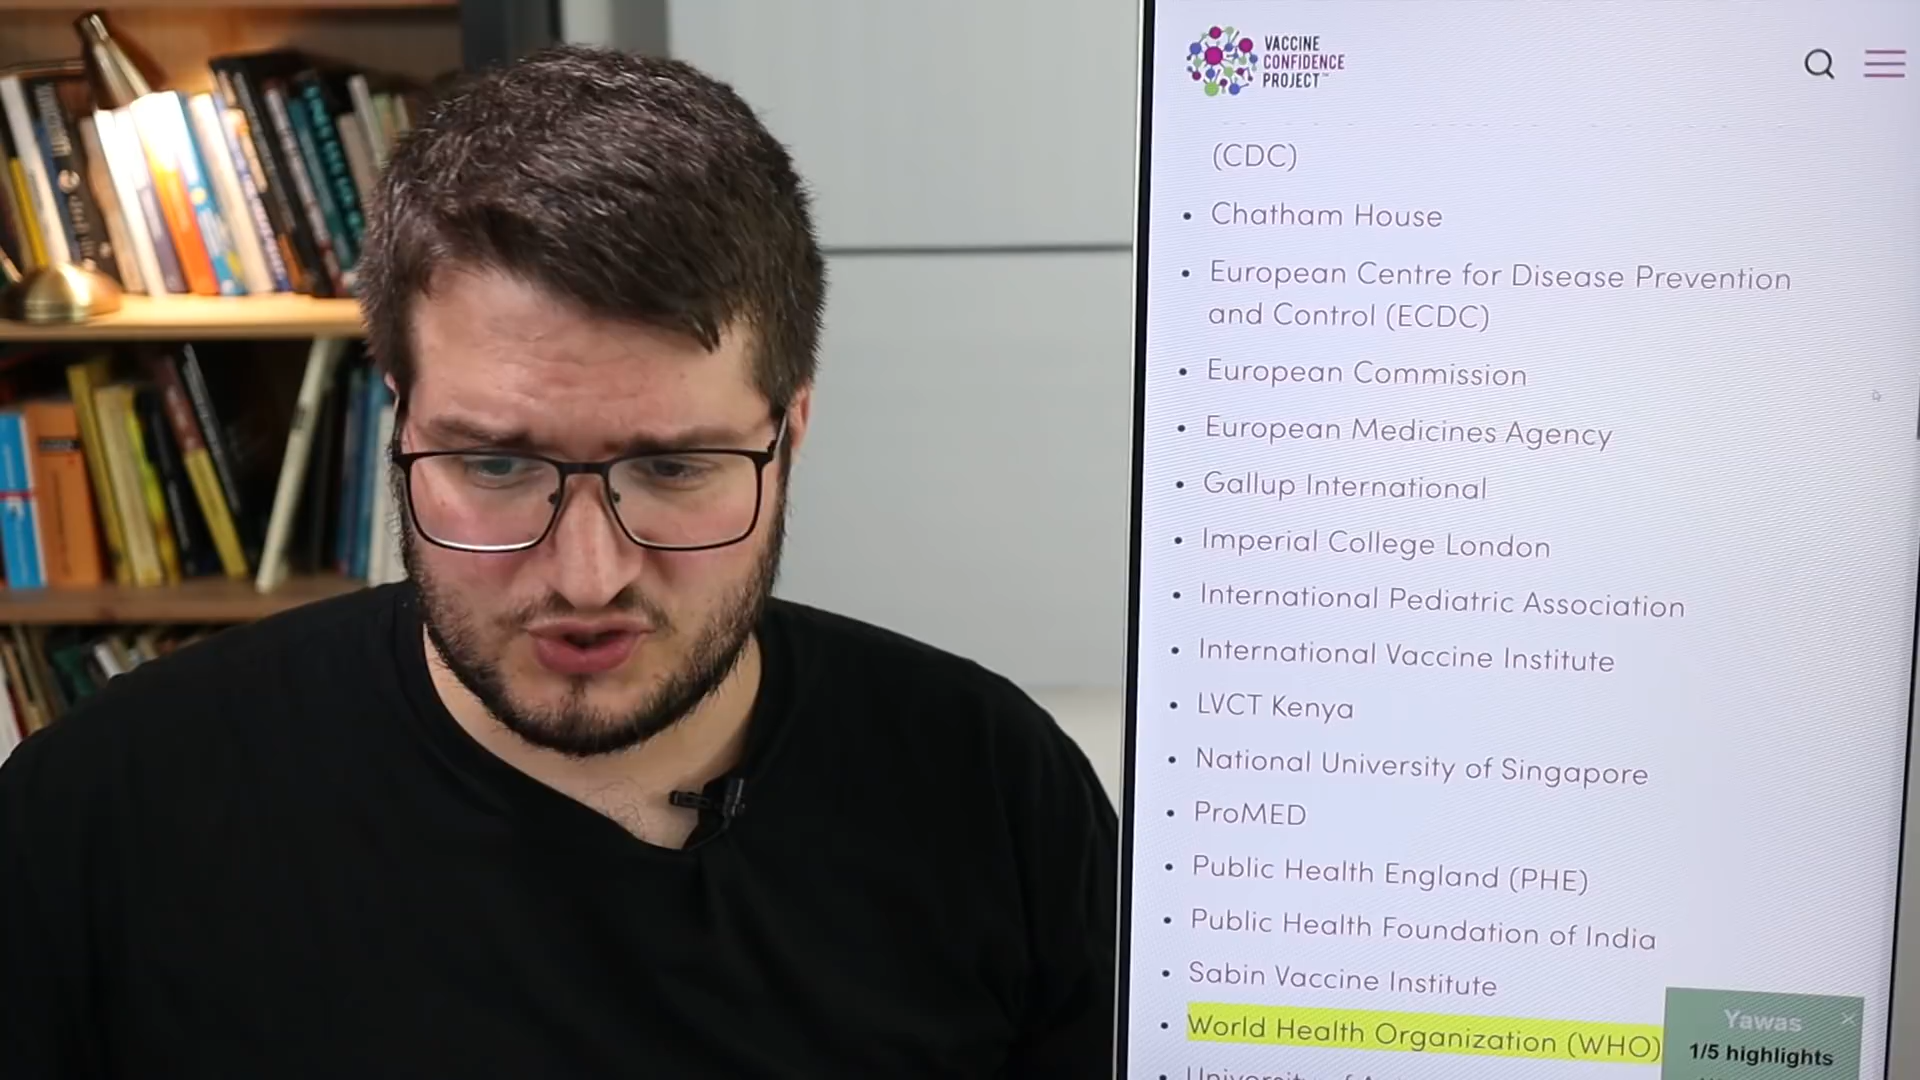 VACCINE
CONFIDENCE
PROJECT™
(CDC)
• Chatham House
• European Centre for Disease Prevention
and Control (ECDC)
• European Commission
• European Medicines Agency
• Gallup International
• Imperial College London
• International Pediatric Association
• International Vaccine Institute
• LVCT Kenya
• National University of Singapore
• ProMED
• Public Health England (PHE)
• Public Health Foundation of India
• Sabin Vaccine Institute
• World Health Organization (WHO)
Yawas
1/5 highlights